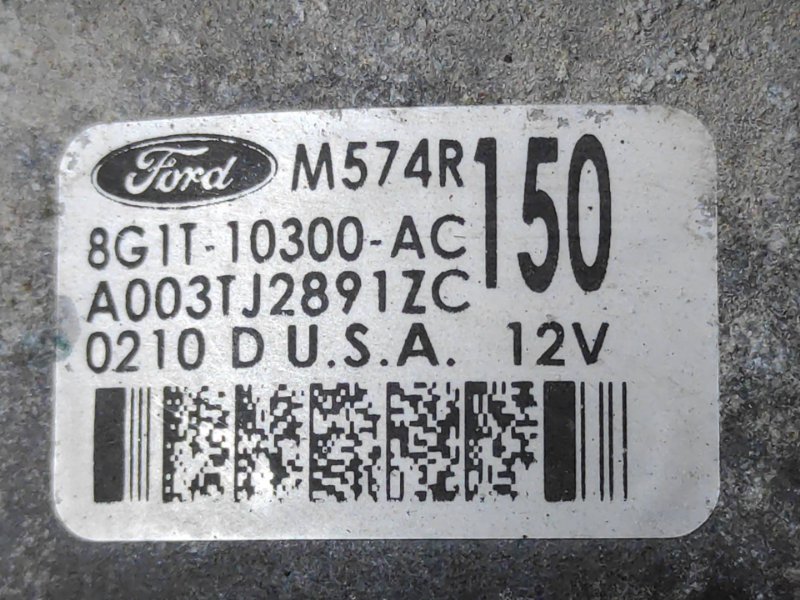 Ford M574R 150
8G1T-10300-AC
A003TJ2891ZC
0210 D U.S.A. 12V